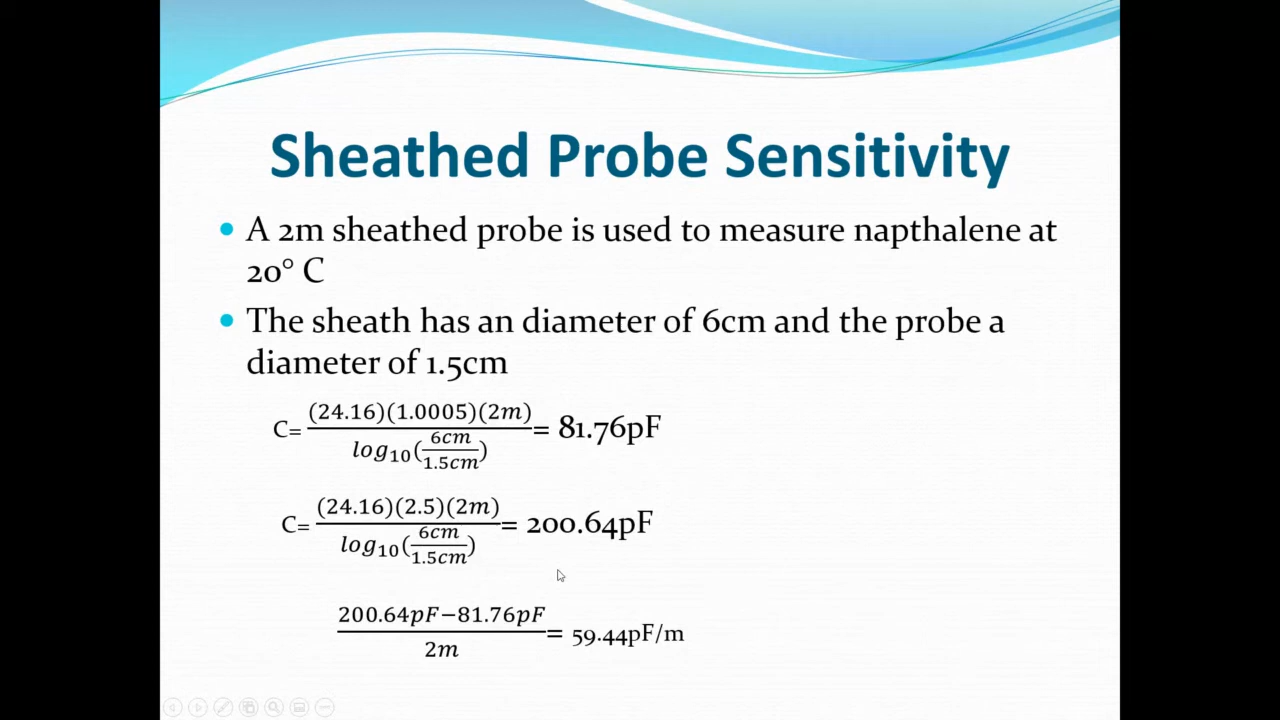 Sheathed Probe Sensitivity
• A 2m sheathed probe is used to measure napthalene at
20° C
• The sheath has an diameter of 6cm and the probe a
diameter of 1.5cm
C= (24.16)(1.0005)(2m) / log₁₀(6cm/1.5cm) = 81.76pF
C= (24.16)(2.5)(2m) / log₁₀(6cm/1.5cm) = 200.64pF
200.64pF−81.76pF / 2m = 59.44pF/m